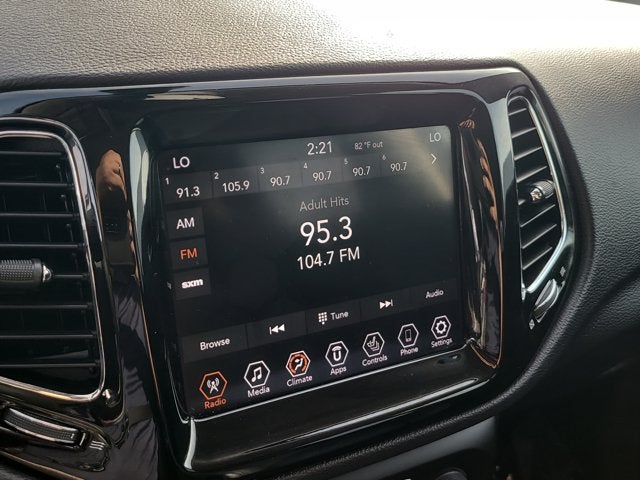 LO 2:21 82 °F out LO
1 91.3 2 105.9 3 90.7 4 90.7 5 90.7 6 90.7
AM
FM
sxm
Adult Hits
95.3
104.7 FM
Browse Tune Audio
Radio Media Climate Apps Controls Phone Settings